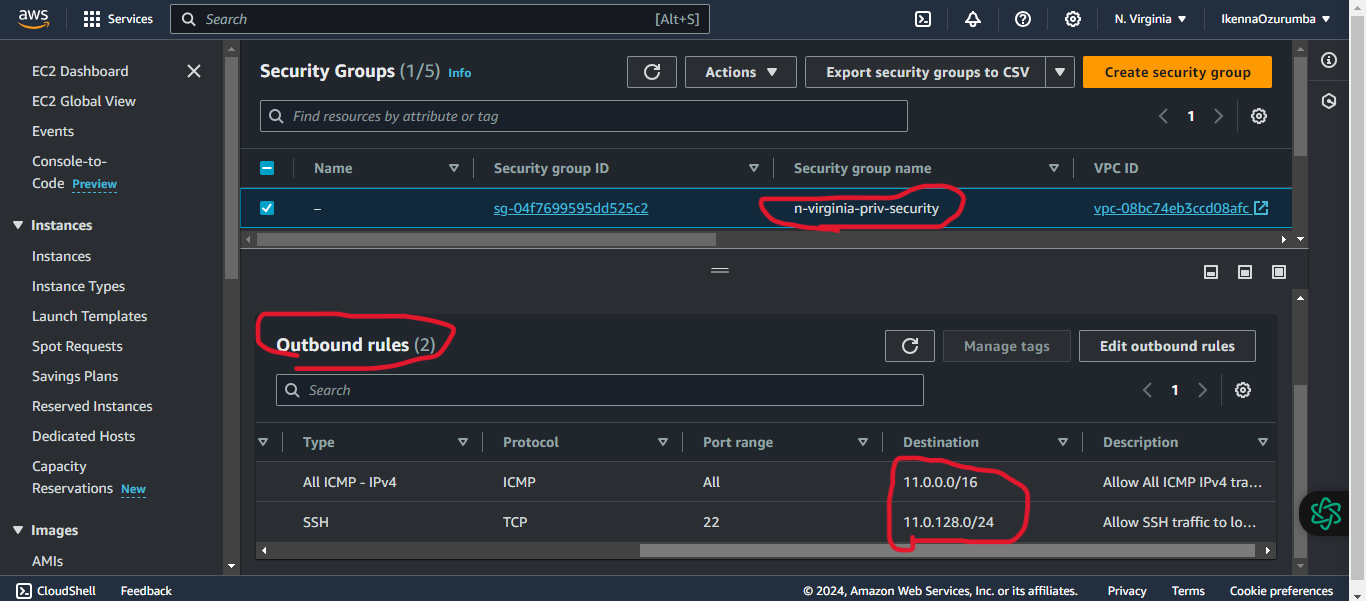 aws
Services
Search
[Alt+S]
N. Virginia
IkennaOzurumba
EC2 Dashboard
EC2 Global View
Events
Console-to-
Code Preview
Instances
Instances
Instance Types
Launch Templates
Spot Requests
Savings Plans
Reserved Instances
Dedicated Hosts
Capacity
Reservations New
Images
AMIs
Security Groups (1/5) Info
Actions
Export security groups to CSV
Create security group
Find resources by attribute or tag
1
Name Security group ID Security group name VPC ID
– sg-04f7699595dd525c2 n-virginia-priv-security vpc-08bc74eb3ccd08afc
Outbound rules (2)
Manage tags
Edit outbound rules
Search
1
Type Protocol Port range Destination Description
All ICMP - IPv4 ICMP All 11.0.0.0/16 Allow All ICMP IPv4 tra...
SSH TCP 22 11.0.128.0/24 Allow SSH traffic to lo...
CloudShell Feedback © 2024, Amazon Web Services, Inc. or its affiliates. Privacy Terms Cookie preferences